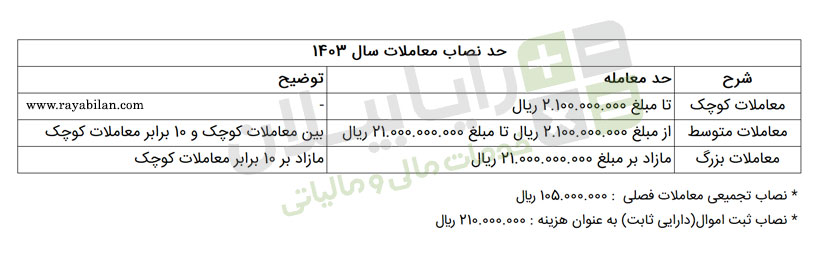 حد نصاب معاملات سال ۱۴۰۳
شرح حد معامله توضیح
معاملات کوچک تا مبلغ ۲.۱۰۰.۰۰۰.۰۰۰ ریال -
www.rayabilan.com
معاملات متوسط از مبلغ ۲.۱۰۰.۰۰۰.۰۰۰ ریال تا مبلغ ۲۱.۰۰۰.۰۰۰.۰۰۰ ریال بین معاملات کوچک و ۱۰ برابر معاملات کوچک
معاملات بزرگ مازاد بر مبلغ ۲۱.۰۰۰.۰۰۰.۰۰۰ ریال مازاد بر ۱۰ برابر معاملات کوچک
رایابیلان
خدمات مالی و مالیاتی
* نصاب تجمیعی معاملات فصلی : ۱۰۵.۰۰۰.۰۰۰ ریال
* نصاب ثبت اموال(دارایی ثابت) به عنوان هزینه : ۲۱۰.۰۰۰.۰۰۰ ریال